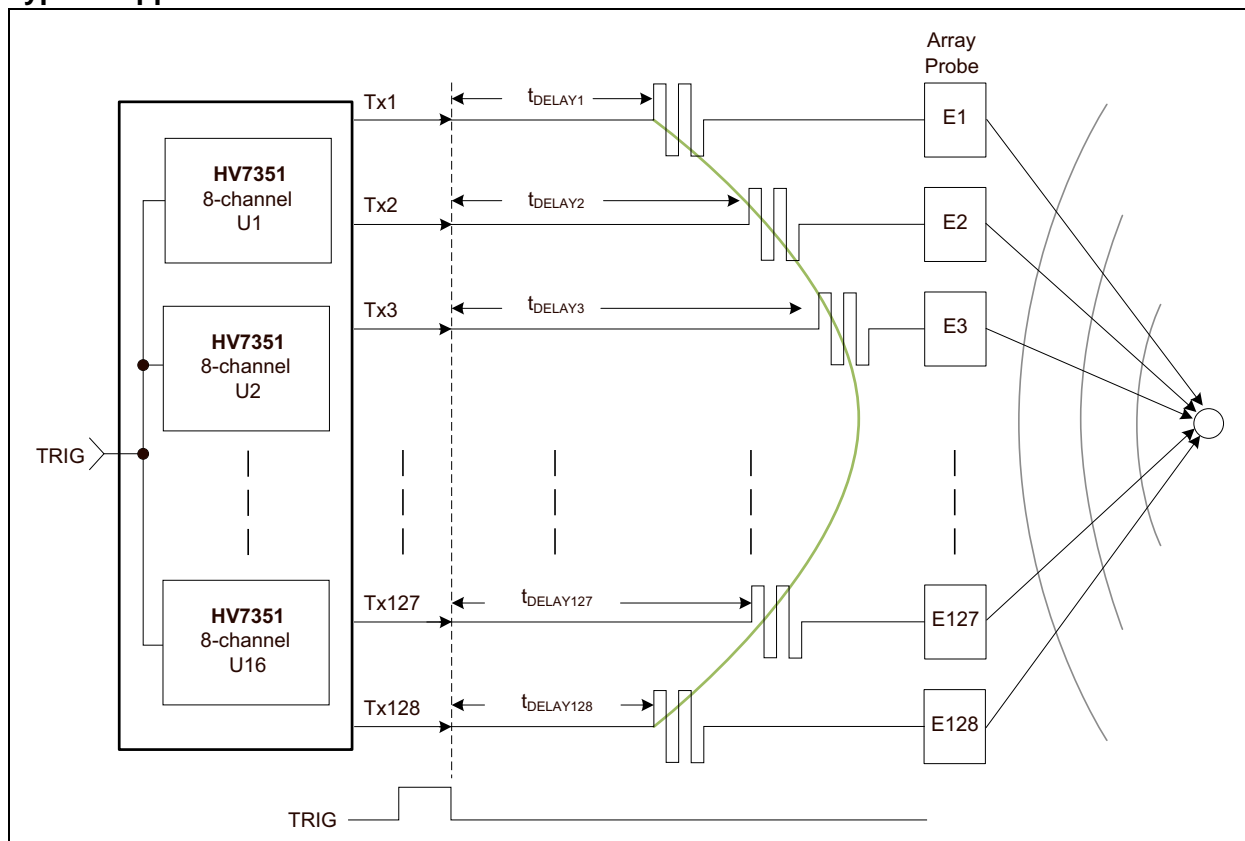 Array
Probe
Tx1
tDELAY1
E1
HV7351
8-channel
U1
Tx2
tDELAY2
E2
Tx3
tDELAY3
E3
HV7351
8-channel
U2
TRIG
HV7351
8-channel
U16
Tx127
tDELAY127
E127
Tx128
tDELAY128
E128
TRIG